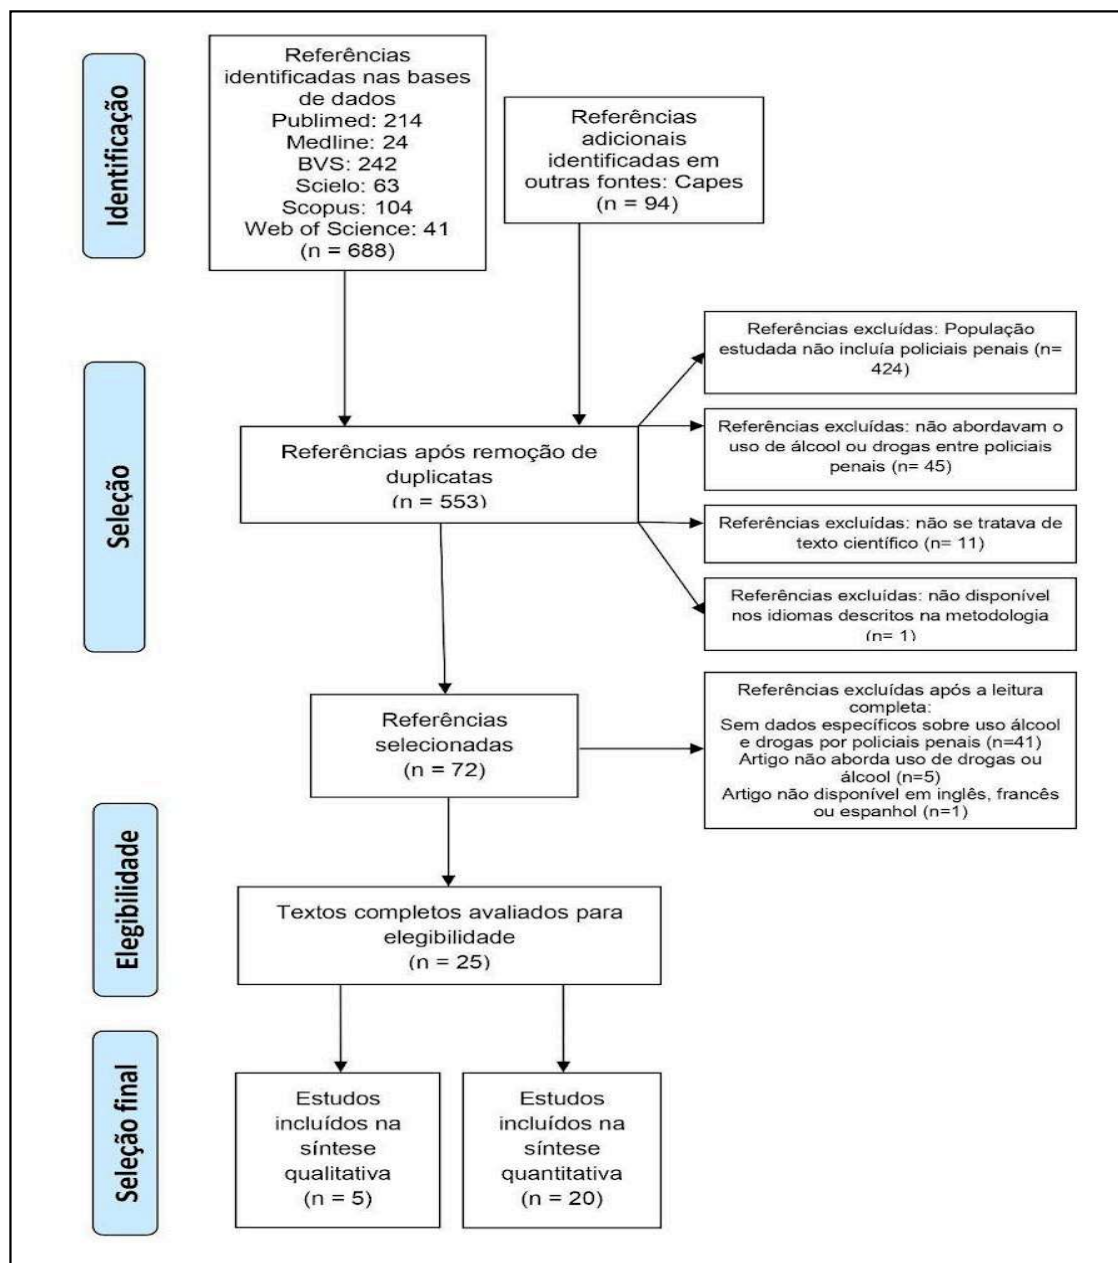 Identificação
Referências
identificadas nas bases
de dados
Publimed: 214
Medline: 24
BVS: 242
Scielo: 63
Scopus: 104
Web of Science: 41
(n = 688)
Referências
adicionais
identificadas em
outras fontes: Capes
(n = 94)
Seleção
Referências após remoção de
duplicatas
(n = 553)
Referências excluídas: População
estudada não incluía policiais penais (n=
424)
Referências excluídas: não abordavam o
uso de álcool ou drogas entre policiais
penais (n= 45)
Referências excluídas: não se tratava de
texto científico (n= 11)
Referências excluídas: não disponível
nos idiomas descritos na metodologia
(n= 1)
Referências
selecionadas
(n = 72)
Referências excluídas após a leitura
completa:
Sem dados específicos sobre uso álcool
e drogas por policiais penais (n=41)
Artigo não aborda uso de drogas ou
álcool (n=5)
Artigo não disponível em inglês, francês
ou espanhol (n=1)
Elegibilidade
Textos completos avaliados para
elegibilidade
(n = 25)
Seleção final
Estudos
incluídos na
síntese
qualitativa
(n = 5)
Estudos
incluídos na
síntese
quantitativa
(n = 20)